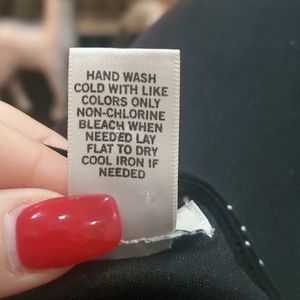 HAND WASH
COLD WITH LIKE
COLORS ONLY
NON-CHLORINE
BLEACH WHEN
NEEDED LAY
FLAT TO DRY
COOL IRON IF
NEEDED